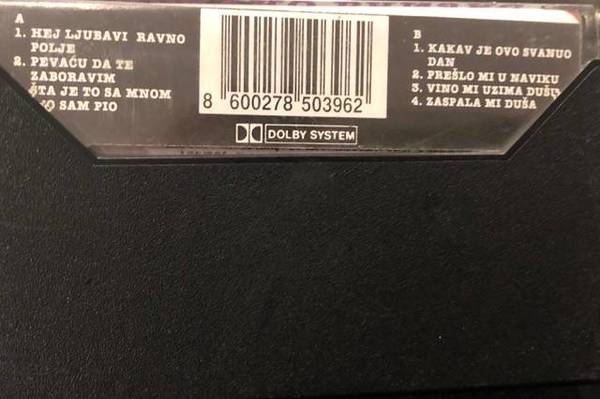 A
1. HEJ LJUBAVI RAVNO
POLJE
2. PEVAĆU DA TE
ZABORAVIM
ŠTA JE TO SA MNOM
SAM PIO
8 600278 503962
DOLBY SYSTEM
B
1. KAKAV JE OVO SVANUO
DAN
2. PREŠLO MI U NAVIKU
3. VINO MI UZIMA DUŠU
4. ZASPALA MI DUŠA